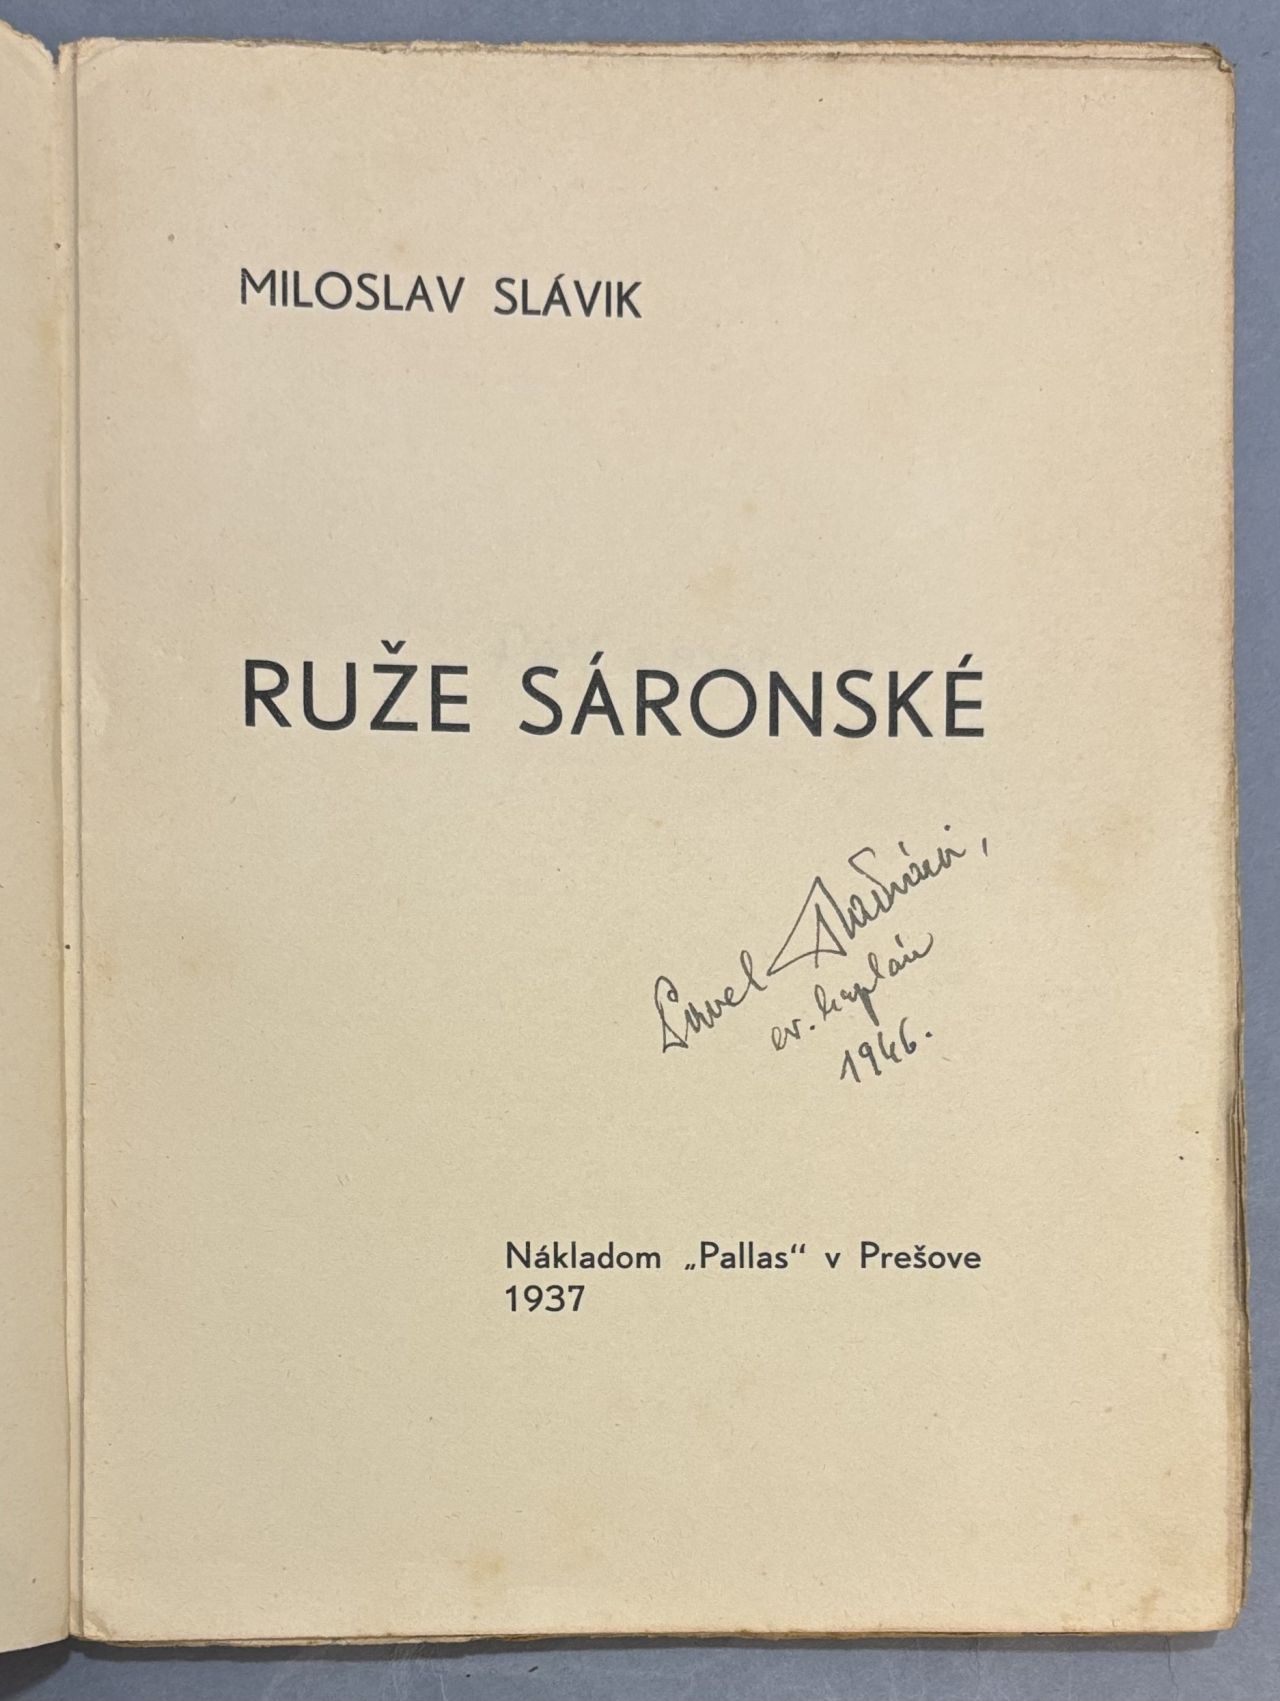 MILOSLAV SLÁVIK
RUŽE SÁRONSKÉ
Pavel
ev. kaplán
1946.
Nákladom „Pallas“ v Prešove
1937